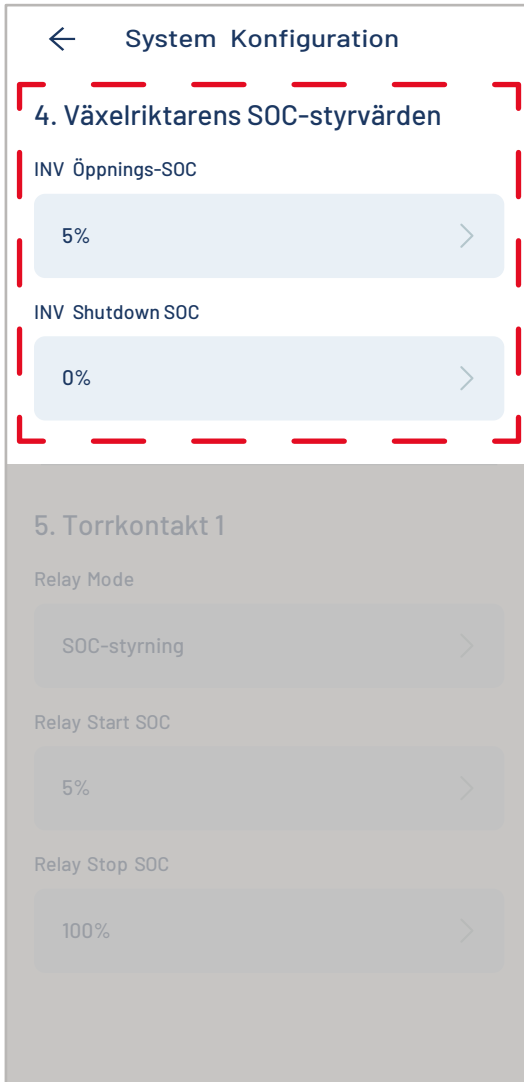 System Konfiguration
4. Växelriktarens SOC-styrvärden
INV Öppnings-SOC
5%
INV Shutdown SOC
0%
5. Torrkontakt 1
Relay Mode
SOC-styrning
Relay Start SOC
5%
Relay Stop SOC
100%